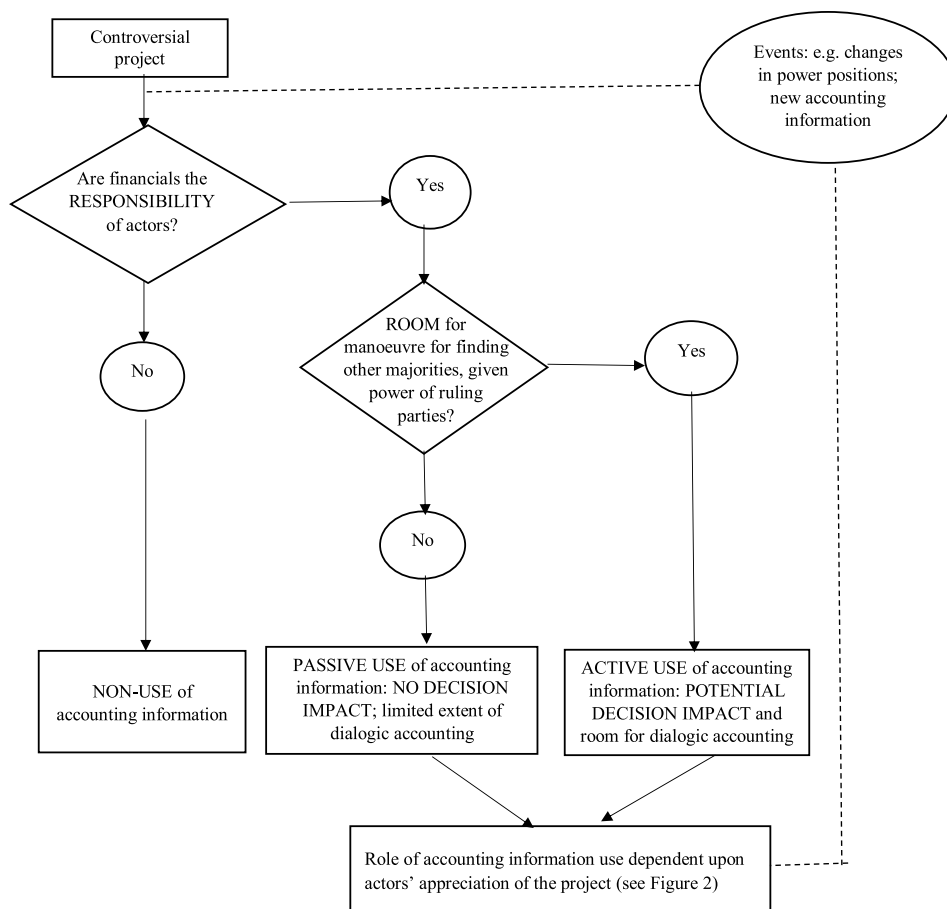 Controversial
project
Events: e.g. changes
in power positions;
new accounting
information
Are financials the
RESPONSIBILITY
of actors?
Yes
ROOM for
manoeuvre for finding
other majorities, given
power of ruling
parties?
Yes
No
No
NON-USE of
accounting information
PASSIVE USE of accounting
information: NO DECISION
IMPACT; limited extent of
dialogic accounting
ACTIVE USE of accounting
information: POTENTIAL
DECISION IMPACT and
room for dialogic accounting
Role of accounting information use dependent upon
actors’ appreciation of the project (see Figure 2)